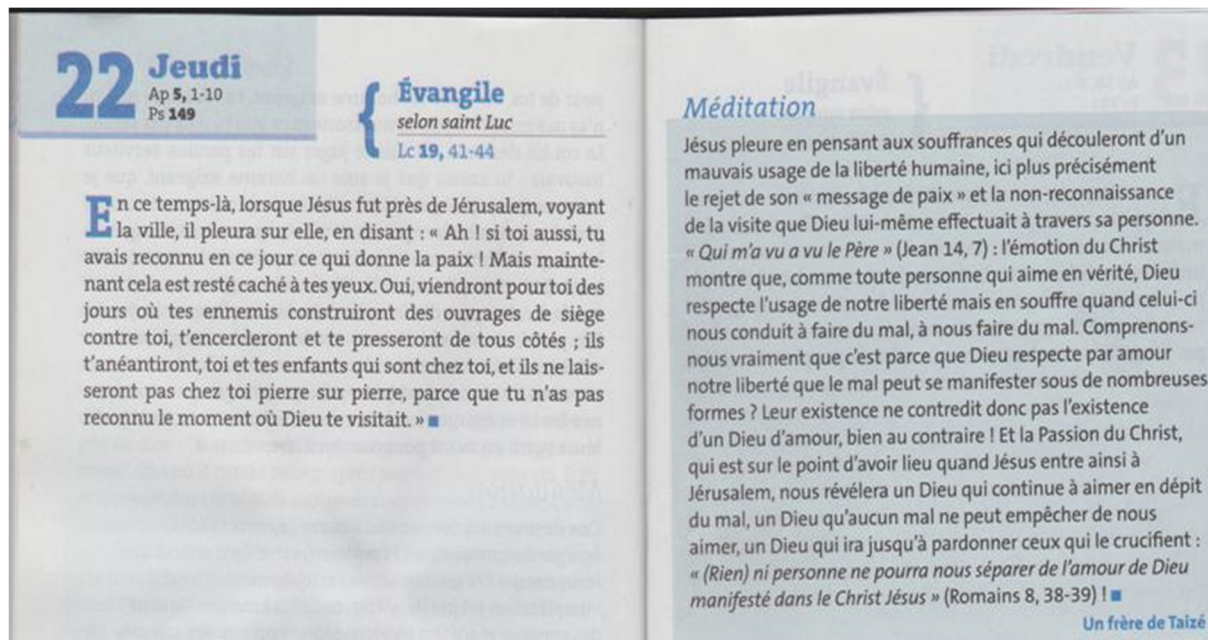 22 Jeudi
Ap 5, 1-10
Ps 149
Évangile
selon saint Luc
Lc 19, 41-44
En ce temps-là, lorsque Jésus fut près de Jérusalem, voyant
la ville, il pleura sur elle, en disant : « Ah ! si toi aussi, tu
avais reconnu en ce jour ce qui donne la paix ! Mais mainte-
nant cela est resté caché à tes yeux. Oui, viendront pour toi des
jours où tes ennemis construiront des ouvrages de siège
contre toi, t'encercleront et te presseront de tous côtés ; ils
t'anéantiront, toi et tes enfants qui sont chez toi, et ils ne lais-
seront pas chez toi pierre sur pierre, parce que tu n'as pas
reconnu le moment où Dieu te visitait. »
Méditation
Jésus pleure en pensant aux souffrances qui découleront d'un
mauvais usage de la liberté humaine, ici plus précisément
le rejet de son « message de paix » et la non-reconnaissance
de la visite que Dieu lui-même effectuait à travers sa personne.
« Qui m'a vu a vu le Père » (Jean 14, 7) : l'émotion du Christ
montre que, comme toute personne qui aime en vérité, Dieu
respecte l'usage de notre liberté mais en souffre quand celui-ci
nous conduit à faire du mal, à nous faire du mal. Comprenons-
nous vraiment que c'est parce que Dieu respecte par amour
notre liberté que le mal peut se manifester sous de nombreuses
formes ? Leur existence ne contredit donc pas l'existence
d'un Dieu d'amour, bien au contraire ! Et la Passion du Christ,
qui est sur le point d'avoir lieu quand Jésus entre ainsi à
Jérusalem, nous révélera un Dieu qui continue à aimer en dépit
du mal, un Dieu qu'aucun mal ne peut empêcher de nous
aimer, un Dieu qui ira jusqu'à pardonner ceux qui le crucifient :
« (Rien) ni personne ne pourra nous séparer de l'amour de Dieu
manifesté dans le Christ Jésus » (Romains 8, 38-39) !
Un frère de Taizé